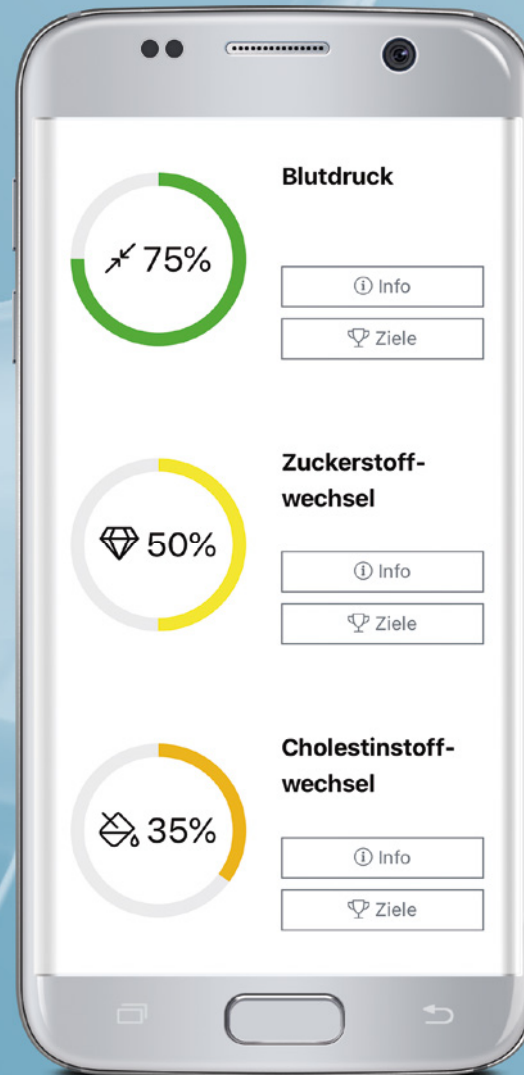 Blutdruck
75%
Info
Ziele
Zuckerstoff-
wechsel
50%
Info
Ziele
Cholestinstoff-
wechsel
35%
Info
Ziele